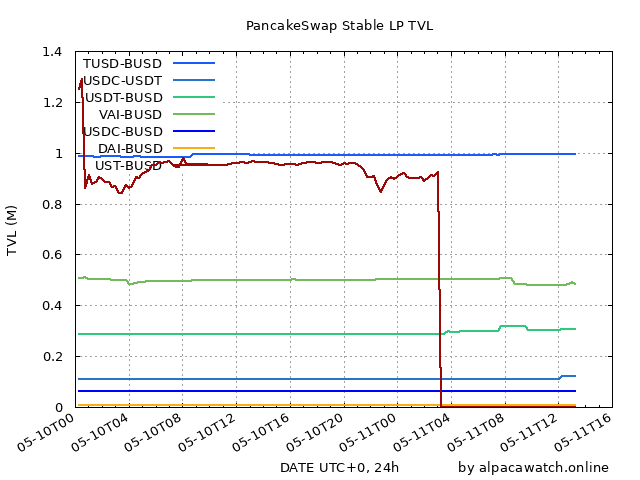 PancakeSwap Stable LP TVL
TVL (M)
1.4
1.2
1
0.8
0.6
0.4
0.2
0
TUSD-BUSD
USDC-USDT
USDT-BUSD
VAI-BUSD
USDC-BUSD
DAI-BUSD
UST-BUSD
05-10T00
05-10T04
05-10T08
05-10T12
05-10T16
05-10T20
05-11T00
05-11T04
05-11T08
05-11T12
05-11T16
DATE UTC+0, 24h
by alpacawatch.online